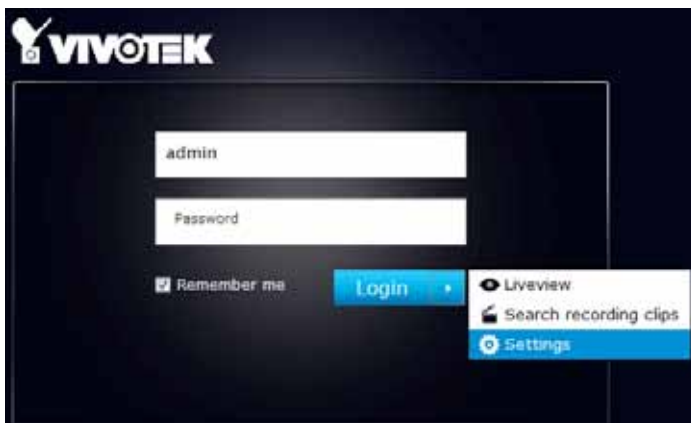 VIVOTEK
admin
Password
Remember me
Login
Liveview
Search recording clips
Settings